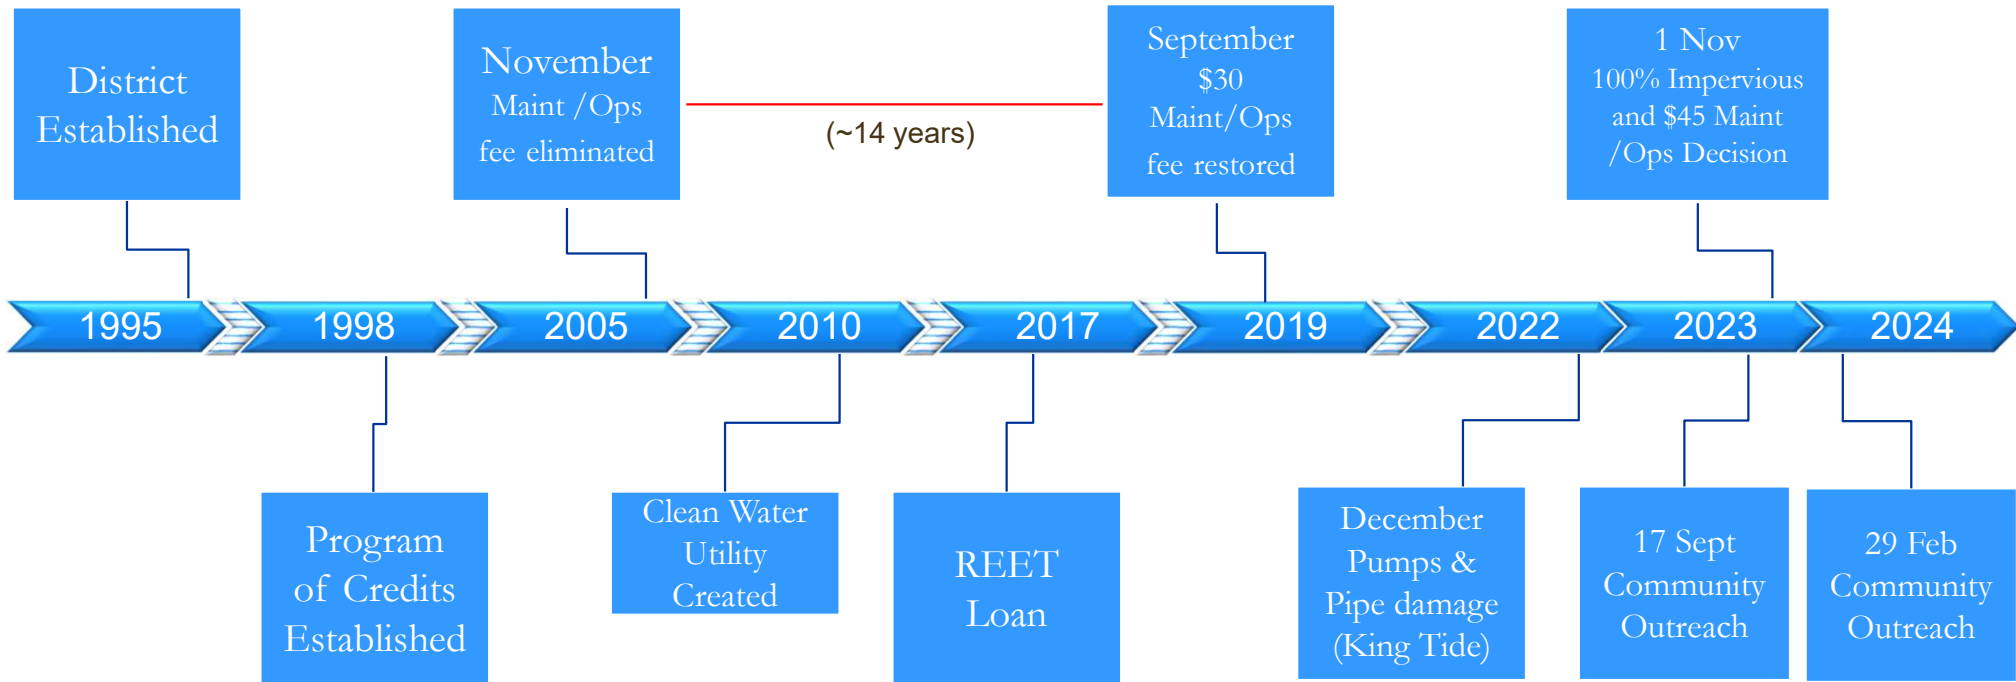 District
Established
November
Maint /Ops
fee eliminated
(~14 years)
September
$30
Maint/Ops
fee restored
1 Nov
100% Impervious
and $45 Maint
/Ops Decision
1995
1998
2005
2010
2017
2019
2022
2023
2024
Program
of Credits
Established
Clean Water
Utility
Created
REET
Loan
December
Pumps &
Pipe damage
(King Tide)
17 Sept
Community
Outreach
29 Feb
Community
Outreach